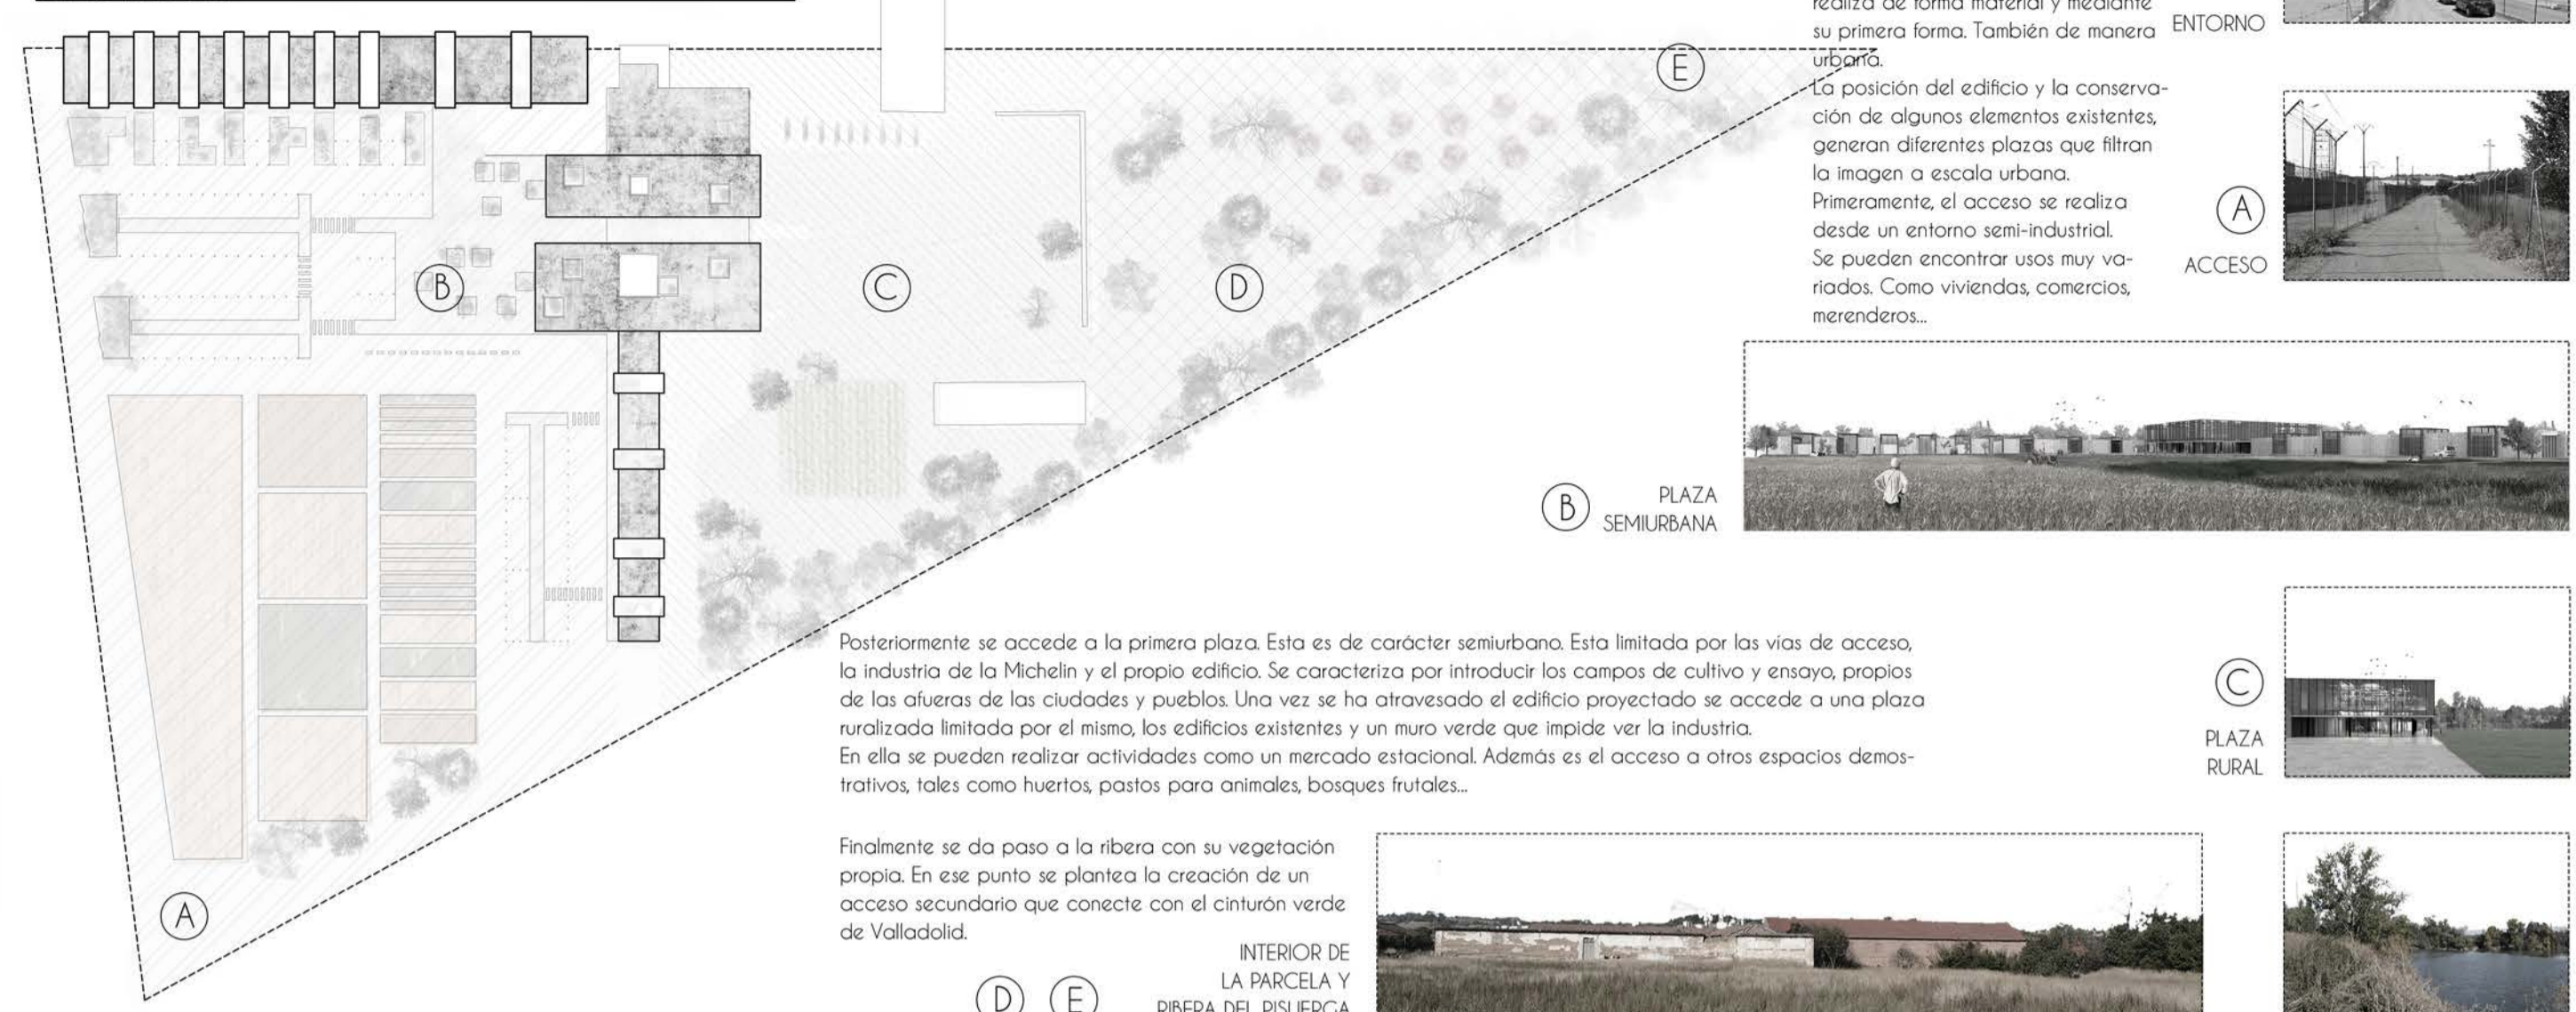 realiza de forma material y mediante
su primera forma. También de manera
urbana.
La posición del edificio y la conserva-
ción de algunos elementos existentes,
generan diferentes plazas que filtran
la imagen a escala urbana.
Primeramente, el acceso se realiza
desde un entorno semi-industrial.
Se pueden encontrar usos muy va-
riados. Como viviendas, comercios,
merenderos...
ENTORNO
A
ACCESO
E
B
C
D
A
B
PLAZA
SEMIURBANA
Posteriormente se accede a la primera plaza. Esta es de carácter semiurbano. Esta limitada por las vías de acceso,
la industria de la Michelin y el propio edificio. Se caracteriza por introducir los campos de cultivo y ensayo, propios
de las afueras de las ciudades y pueblos. Una vez se ha atravesado el edificio proyectado se accede a una plaza
ruralizada limitada por el mismo, los edificios existentes y un muro verde que impide ver la industria.
En ella se pueden realizar actividades como un mercado estacional. Además es el acceso a otros espacios demos-
trativos, tales como huertos, pastos para animales, bosques frutales...
C
PLAZA
RURAL
Finalmente se da paso a la ribera con su vegetación
propia. En ese punto se plantea la creación de un
acceso secundario que conecte con el cinturón verde
de Valladolid.
D E
INTERIOR DE
LA PARCELA Y
RIBERA DEL PISUERGA